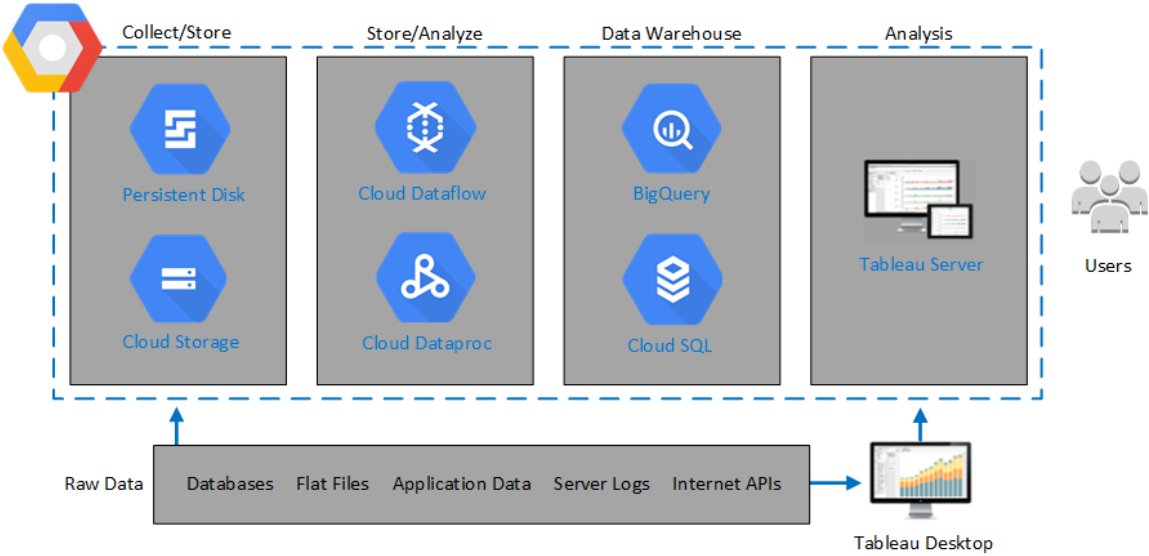 Collect/Store
Store/Analyze
Data Warehouse
Analysis
Persistent Disk
Cloud Dataflow
BigQuery
Tableau Server
Users
Cloud Storage
Cloud Dataproc
Cloud SQL
Raw Data
Databases
Flat Files
Application Data
Server Logs
Internet APIs
Tableau Desktop